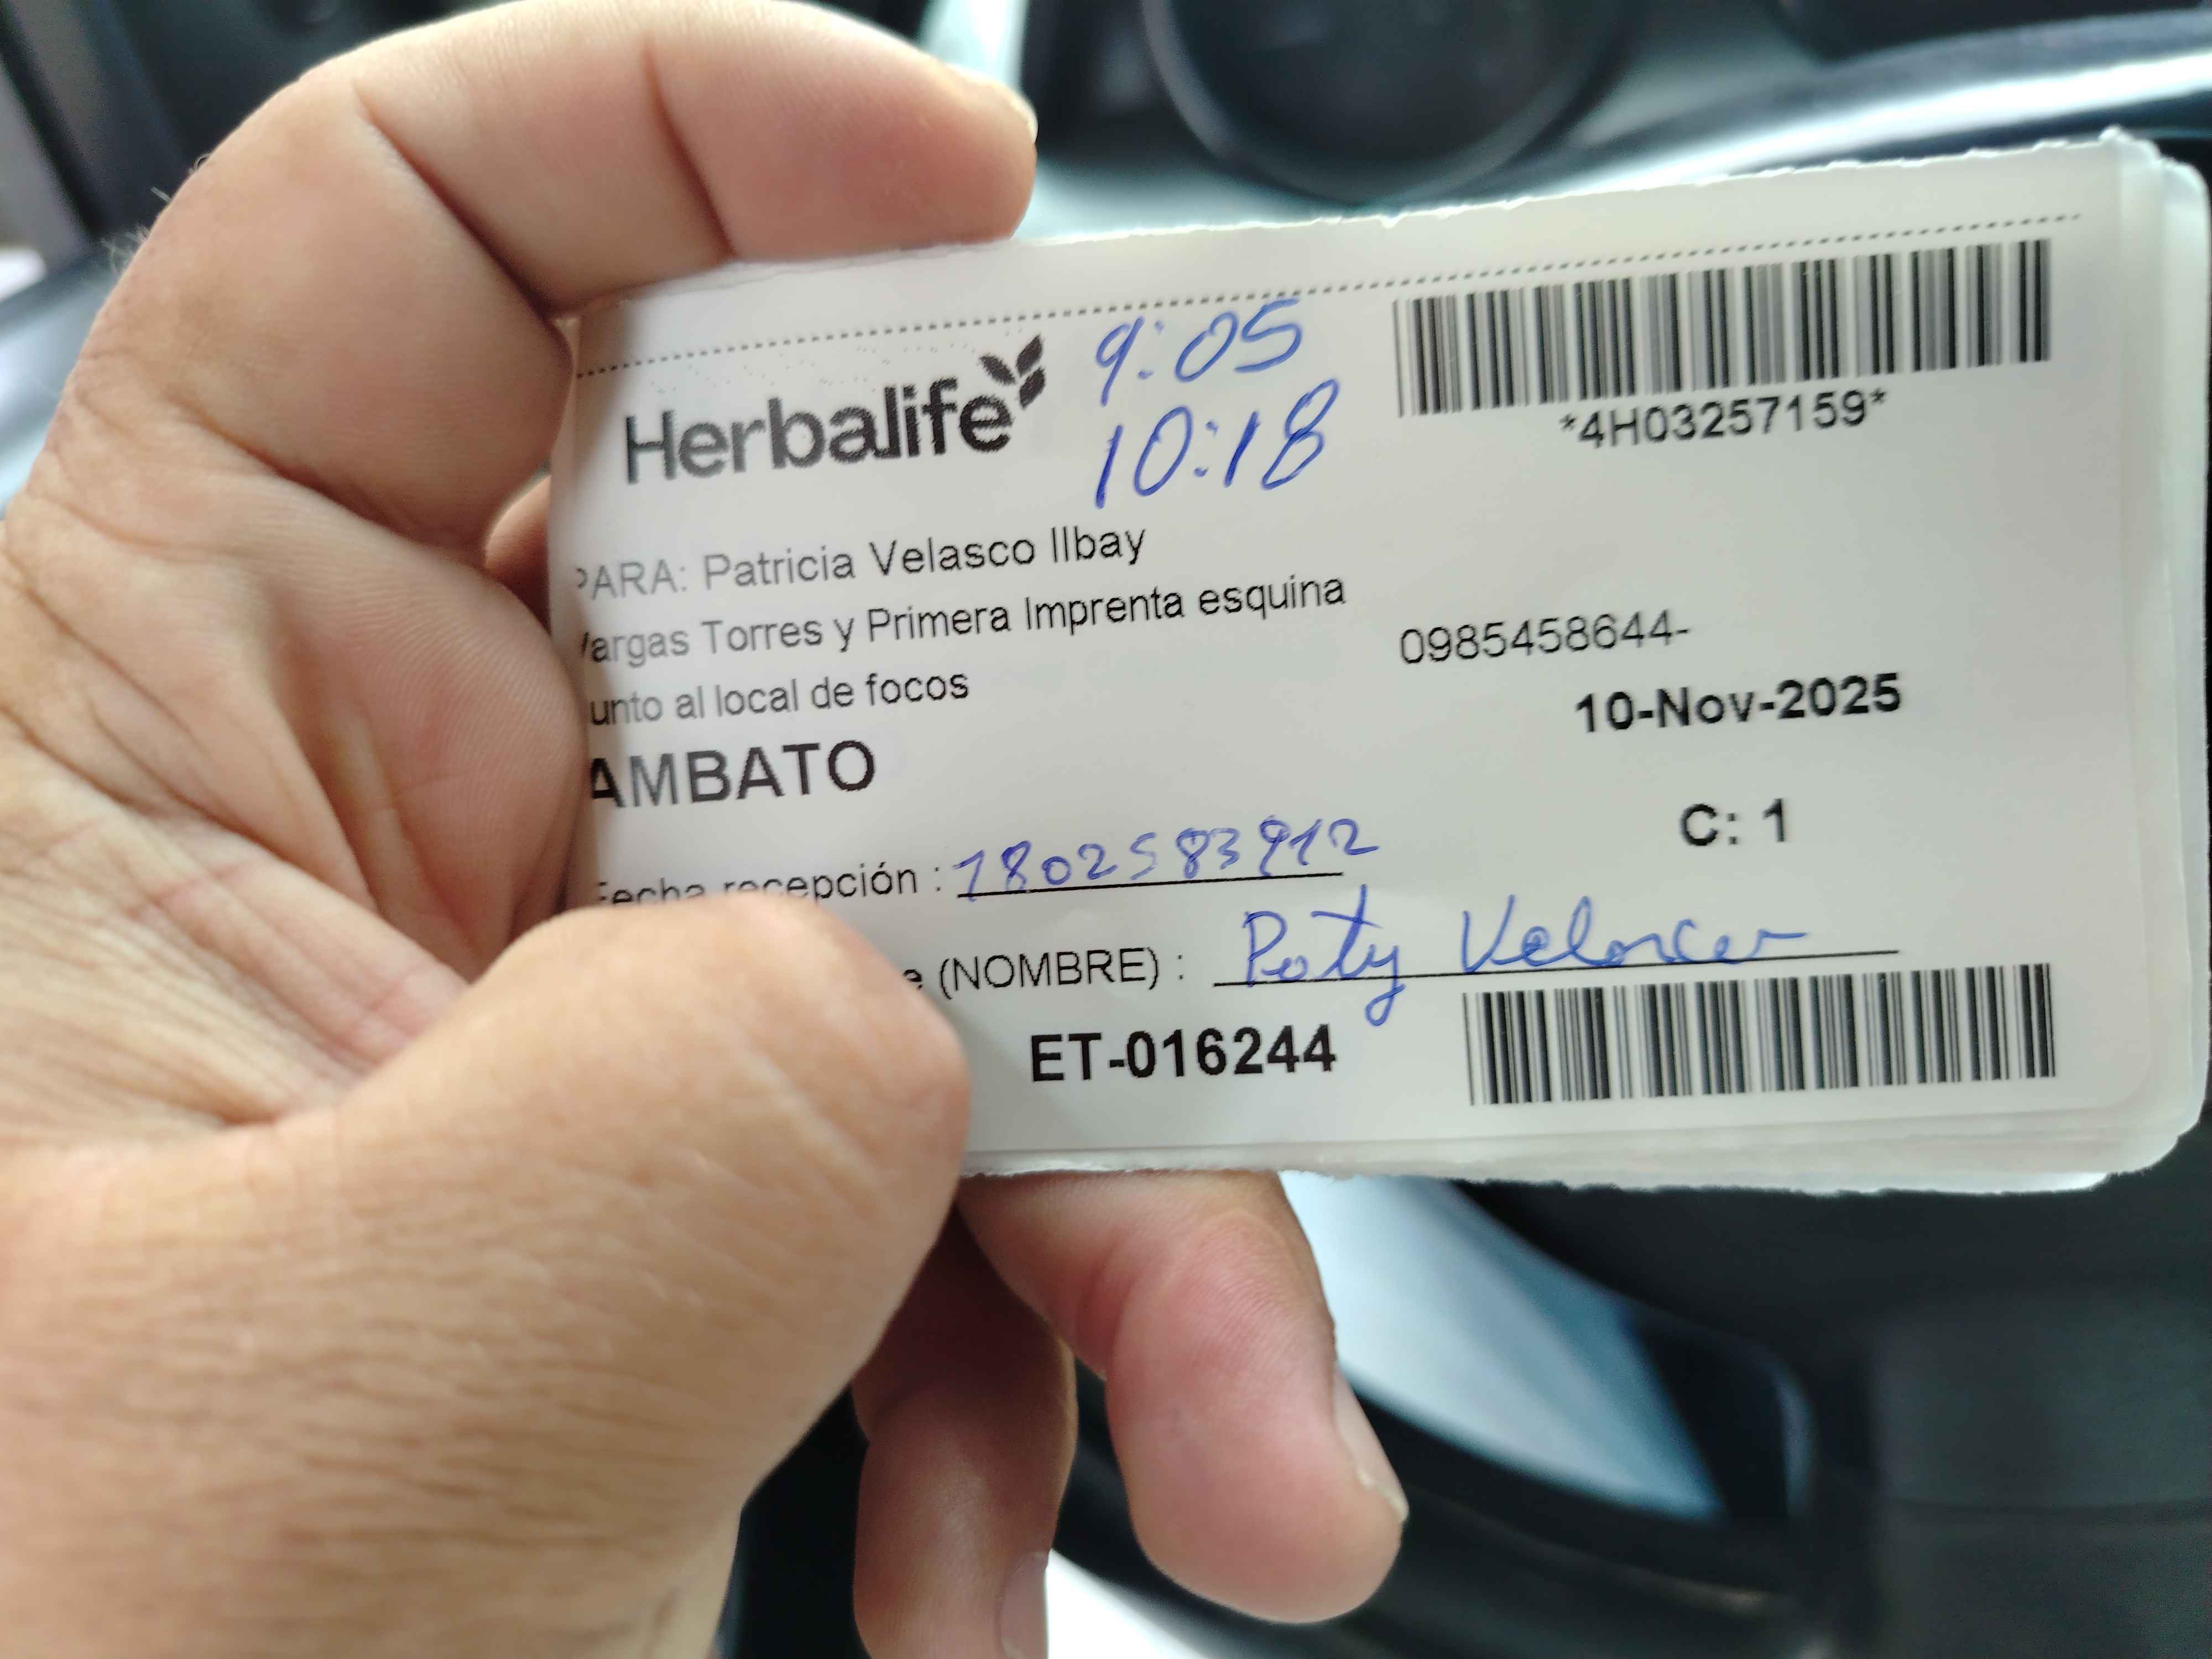 Herbalife
9:05
10:18
*4H03257159*
PARA: Patricia Velasco Ilbay
Vargas Torres y Primera Imprenta esquina
unto al local de focos
0985458644-
10-Nov-2025
AMBATO
C: 1
Fecha recepción : 1802583912
e (NOMBRE) : Paty Velasco
ET-016244